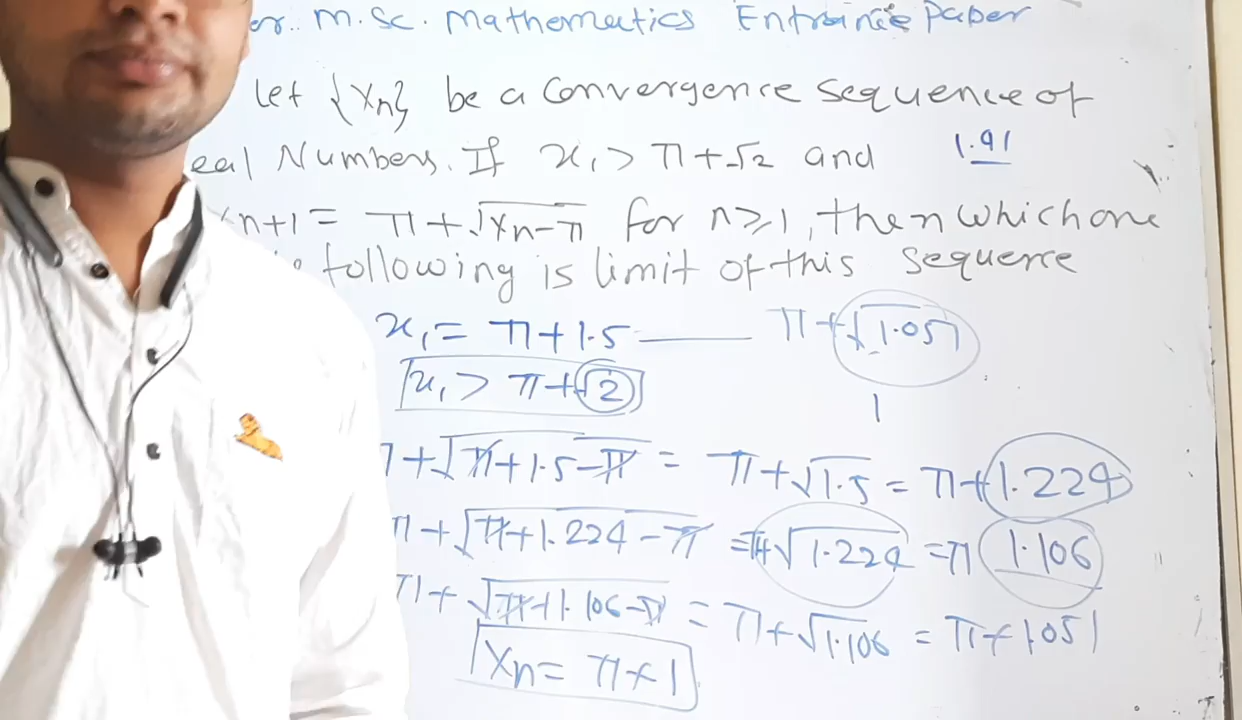 or. M.Sc. Mathematics Entrance Paper
Let {Xn} be a Convergence Sequence of
eal Numbers. If x₁ > π + √2 and 1.41
Xn+1 = π + √Xn-π for n≥1, then which one
following is limit of this sequence
x₁ = π + 1.5 —— π + √1.051
x₁ > π + √2
1
π + √π+1.5-π = π + √1.5 = π + 1.224
π + √π+1.224-π = π + √1.224 = π 1.106
π + √π+1.106-π = π + √1.106 = π + 1.051
Xn = π + 1